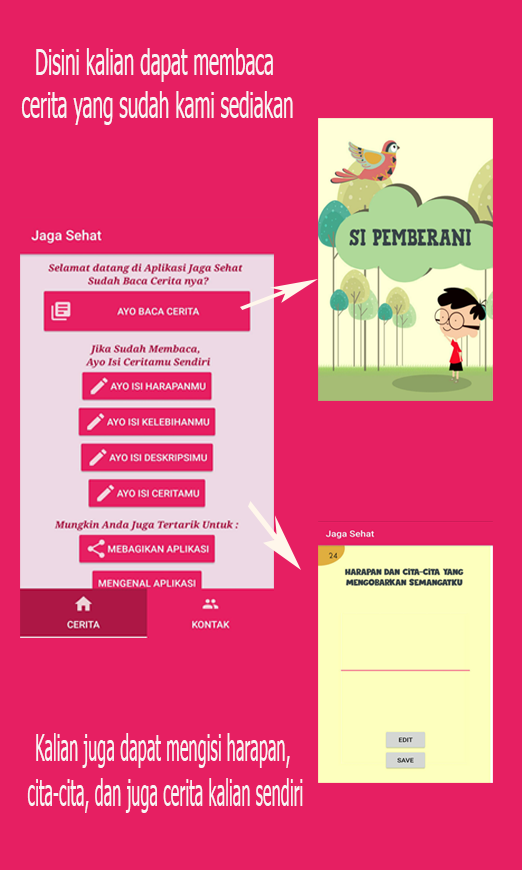 Disini kalian dapat membaca
cerita yang sudah kami sediakan
SI PEMBERANI
Jaga Sehat
Selamat datang di Aplikasi Jaga Sehat
Sudah Baca Cerita nya?
AYO BACA CERITA
Jika Sudah Membaca,
Ayo Isi Ceritamu Sendiri
AYO ISI HARAPANMU
AYO ISI KELEBIHANMU
AYO ISI DESKRIPSIMU
AYO ISI CERITAMU
Mungkin Anda Juga Tertarik Untuk :
MEBAGIKAN APLIKASI
MENGENAL APLIKASI
CERITA
KONTAK
Jaga Sehat
24
HARAPAN DAN CITA-CITA YANG
MENGOBARKAN SEMANGATKU
EDIT
SAVE
Kalian juga dapat mengisi harapan,
cita-cita, dan juga cerita kalian sendiri